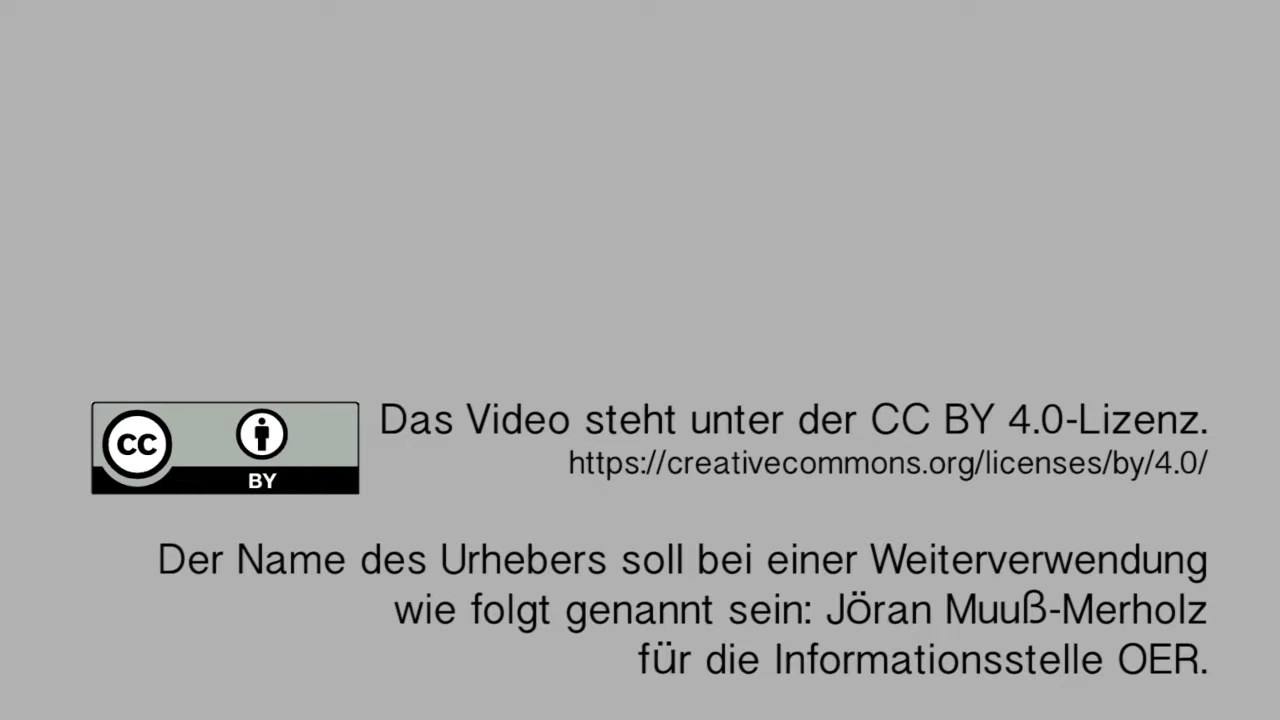 CC
BY
Das Video steht unter der CC BY 4.0-Lizenz.
https://creativecommons.org/licenses/by/4.0/
Der Name des Urhebers soll bei einer Weiterverwendung
wie folgt genannt sein: Jöran Muuß-Merholz
für die Informationsstelle OER.